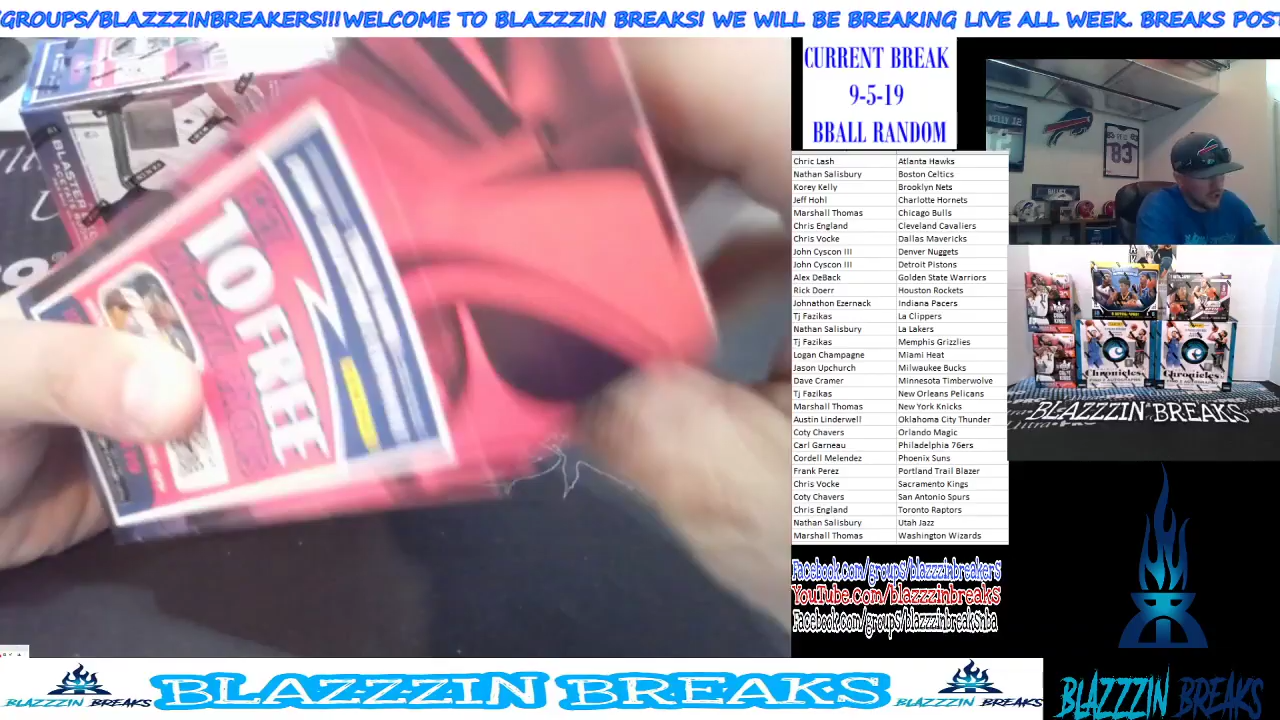 GROUPS/BLAZZZINBREAKERS!!! WELCOME TO BLAZZZIN BREAKS! WE WILL BE BREAKING LIVE ALL WEEK. BREAKS POST
CURRENT BREAK
9-5-19
BBALL RANDOM
Chric Lash Atlanta Hawks
Nathan Salisbury Boston Celtics
Korey Kelly Brooklyn Nets
Jeff Hohl Charlotte Hornets
Marshall Thomas Chicago Bulls
Chris England Cleveland Cavaliers
Chris Vocke Dallas Mavericks
John Cyscon III Denver Nuggets
John Cyscon III Detroit Pistons
Alex DeBack Golden State Warriors
Rick Doerr Houston Rockets
Johnathon Ezernack Indiana Pacers
Tj Fazikas La Clippers
Nathan Salisbury La Lakers
Tj Fazikas Memphis Grizzlies
Logan Champagne Miami Heat
Jason Upchurch Milwaukee Bucks
Dave Cramer Minnesota Timberwolve
Tj Fazikas New Orleans Pelicans
Marshall Thomas New York Knicks
Austin Linderwell Oklahoma City Thunder
Coty Chavers Orlando Magic
Carl Garneau Philadelphia 76ers
Cordell Melendez Phoenix Suns
Frank Perez Portland Trail Blazer
Chris Vocke Sacramento Kings
Coty Chavers San Antonio Spurs
Chris England Toronto Raptors
Nathan Salisbury Utah Jazz
Marshall Thomas Washington Wizards
Facebook.com/groups/blazzzinbreakers
YouTube.com/blazzzinbreaks
Facebook.com/groups/blazzzinbreaksnba
BLASTER
KELLY 12
REED
83
Chronicles
Chronicles
BLAZZZIN BREAKS
BLAZZZIN BREAKS
BLAZZZIN BREAKS
BLAZZZIN BREAKS
BLAZZZIN BREAKS